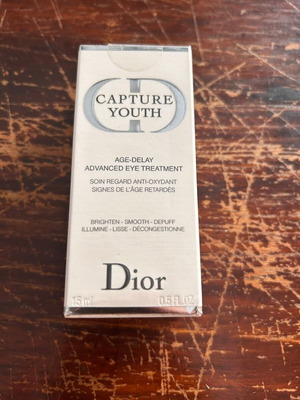 CAPTURE
YOUTH
AGE-DELAY
ADVANCED EYE TREATMENT
SOIN REGARD ANTI-OXYDANT
SIGNES DE L'ÂGE RETARDÉS
BRIGHTEN - SMOOTH - DEPUFF
ILLUMINE - LISSE - DÉCONGESTIONNE
Dior
15 ml 0.5 FL.OZ.